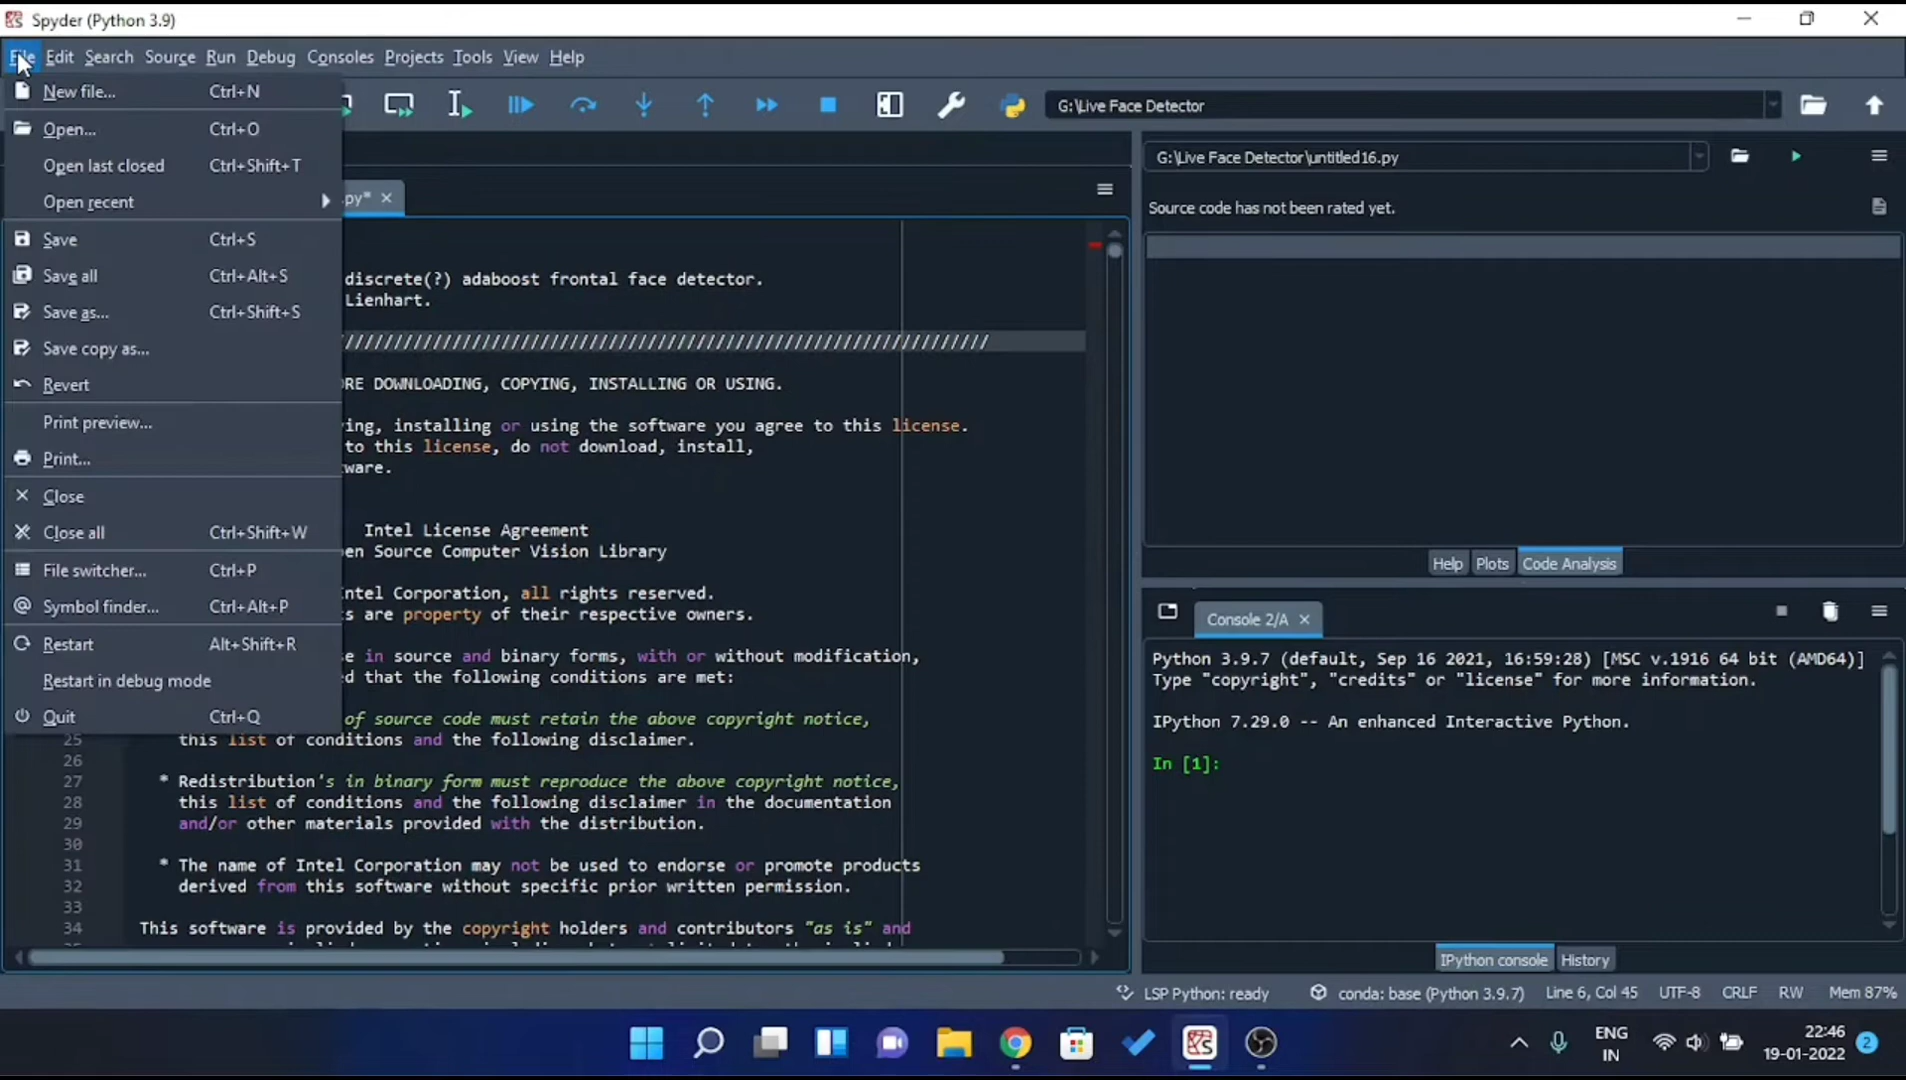 Spyder (Python 3.9)
File Edit Search Source Run Debug Consoles Projects Tools View Help
New file... Ctrl+N
Open... Ctrl+O
Open last closed Ctrl+Shift+T
Open recent
Save Ctrl+S
Save all Ctrl+Alt+S
Save as... Ctrl+Shift+S
Save copy as...
Revert
Print preview...
Print...
Close
Close all Ctrl+Shift+W
File switcher... Ctrl+P
Symbol finder... Ctrl+Alt+P
Restart Alt+Shift+R
Restart in debug mode
Quit Ctrl+Q
G:\Live Face Detector
.py*
discrete(?) adaboost frontal face detector.
Lienhart.
//////////////////////////////////////////////////////////////////
RE DOWNLOADING, COPYING, INSTALLING OR USING.
ying, installing or using the software you agree to this license.
to this license, do not download, install,
tware.
Intel License Agreement
en Source Computer Vision Library
ntel Corporation, all rights reserved.
s are property of their respective owners.
se in source and binary forms, with or without modification,
d that the following conditions are met:
of source code must retain the above copyright notice,
25 this list of conditions and the following disclaimer.
26
27 * Redistribution's in binary form must reproduce the above copyright notice,
28 this list of conditions and the following disclaimer in the documentation
29 and/or other materials provided with the distribution.
30
31 * The name of Intel Corporation may not be used to endorse or promote products
32 derived from this software without specific prior written permission.
33
34 This software is provided by the copyright holders and contributors "as is" and
G:\Live Face Detector\untitled16.py
Source code has not been rated yet.
Help Plots Code Analysis
Console 2/A
Python 3.9.7 (default, Sep 16 2021, 16:59:28) [MSC v.1916 64 bit (AMD64)]
Type "copyright", "credits" or "license" for more information.
IPython 7.29.0 -- An enhanced Interactive Python.
In [1]:
IPython console History
LSP Python: ready conda: base (Python 3.9.7) Line 6, Col 45 UTF-8 CRLF RW Mem 87%
ENG
IN
22:46
19-01-2022
2